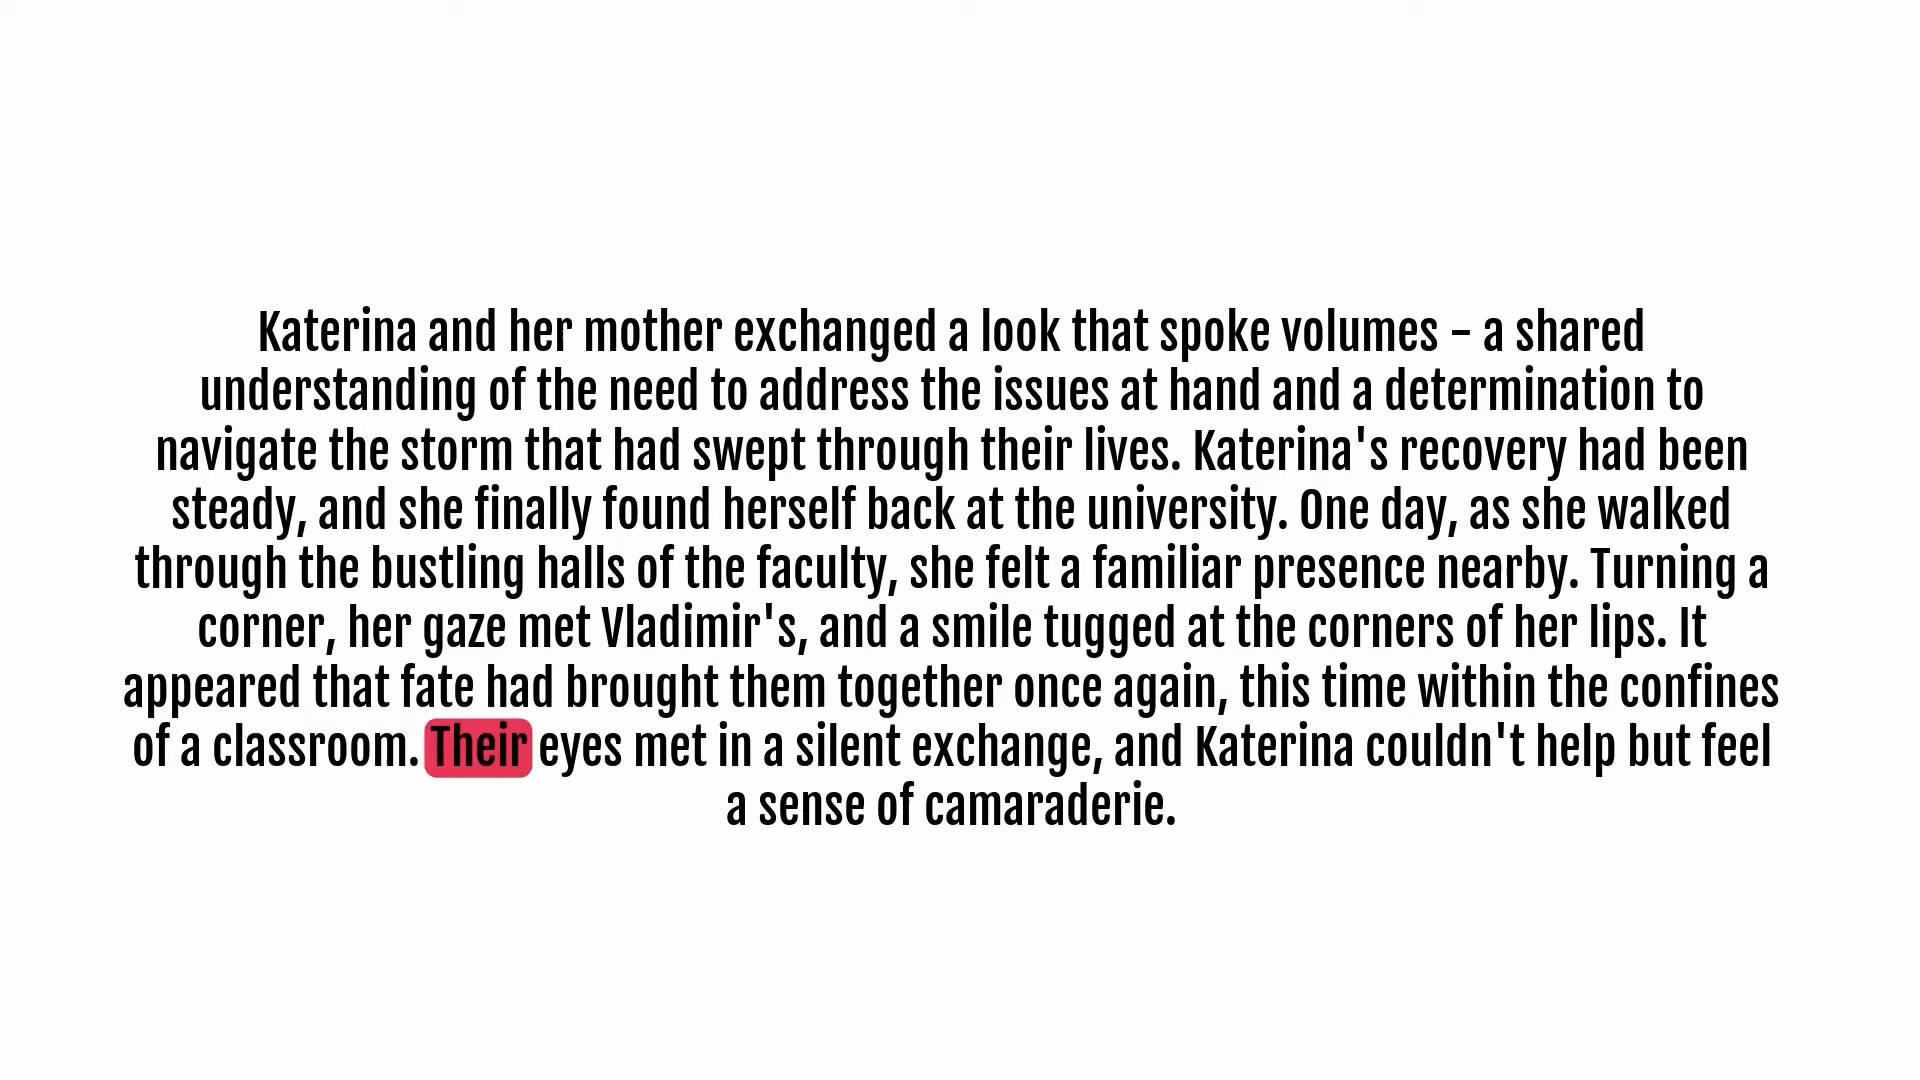 Katerina and her mother exchanged a look that spoke volumes – a shared
understanding of the need to address the issues at hand and a determination to
navigate the storm that had swept through their lives. Katerina's recovery had been
steady, and she finally found herself back at the university. One day, as she walked
through the bustling halls of the faculty, she felt a familiar presence nearby. Turning a
corner, her gaze met Vladimir's, and a smile tugged at the corners of her lips. It
appeared that fate had brought them together once again, this time within the confines
of a classroom. Their eyes met in a silent exchange, and Katerina couldn't help but feel
a sense of camaraderie.